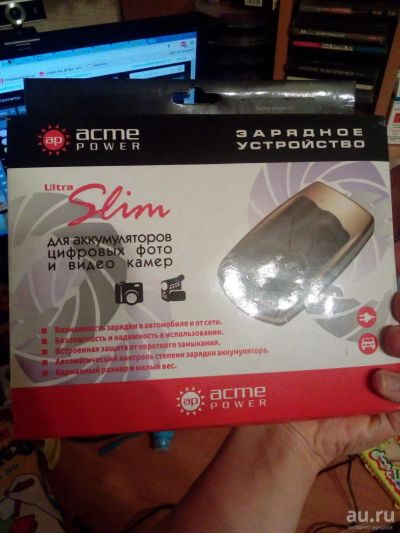 acme
POWER
ap
ЗАРЯДНОЕ
УСТРОЙСТВО
Ultra
Slim
для аккумуляторов
цифровых фото
и видео камер
Возможность зарядки в автомобиле и от сети.
Безопасность и надежность в использовании.
Встроенная защита от короткого замыкания.
Автоматический контроль степени зарядки аккумулятора.
Карманный размер и малый вес.
ap
acme
POWER
au.ru
интернет-аукцион